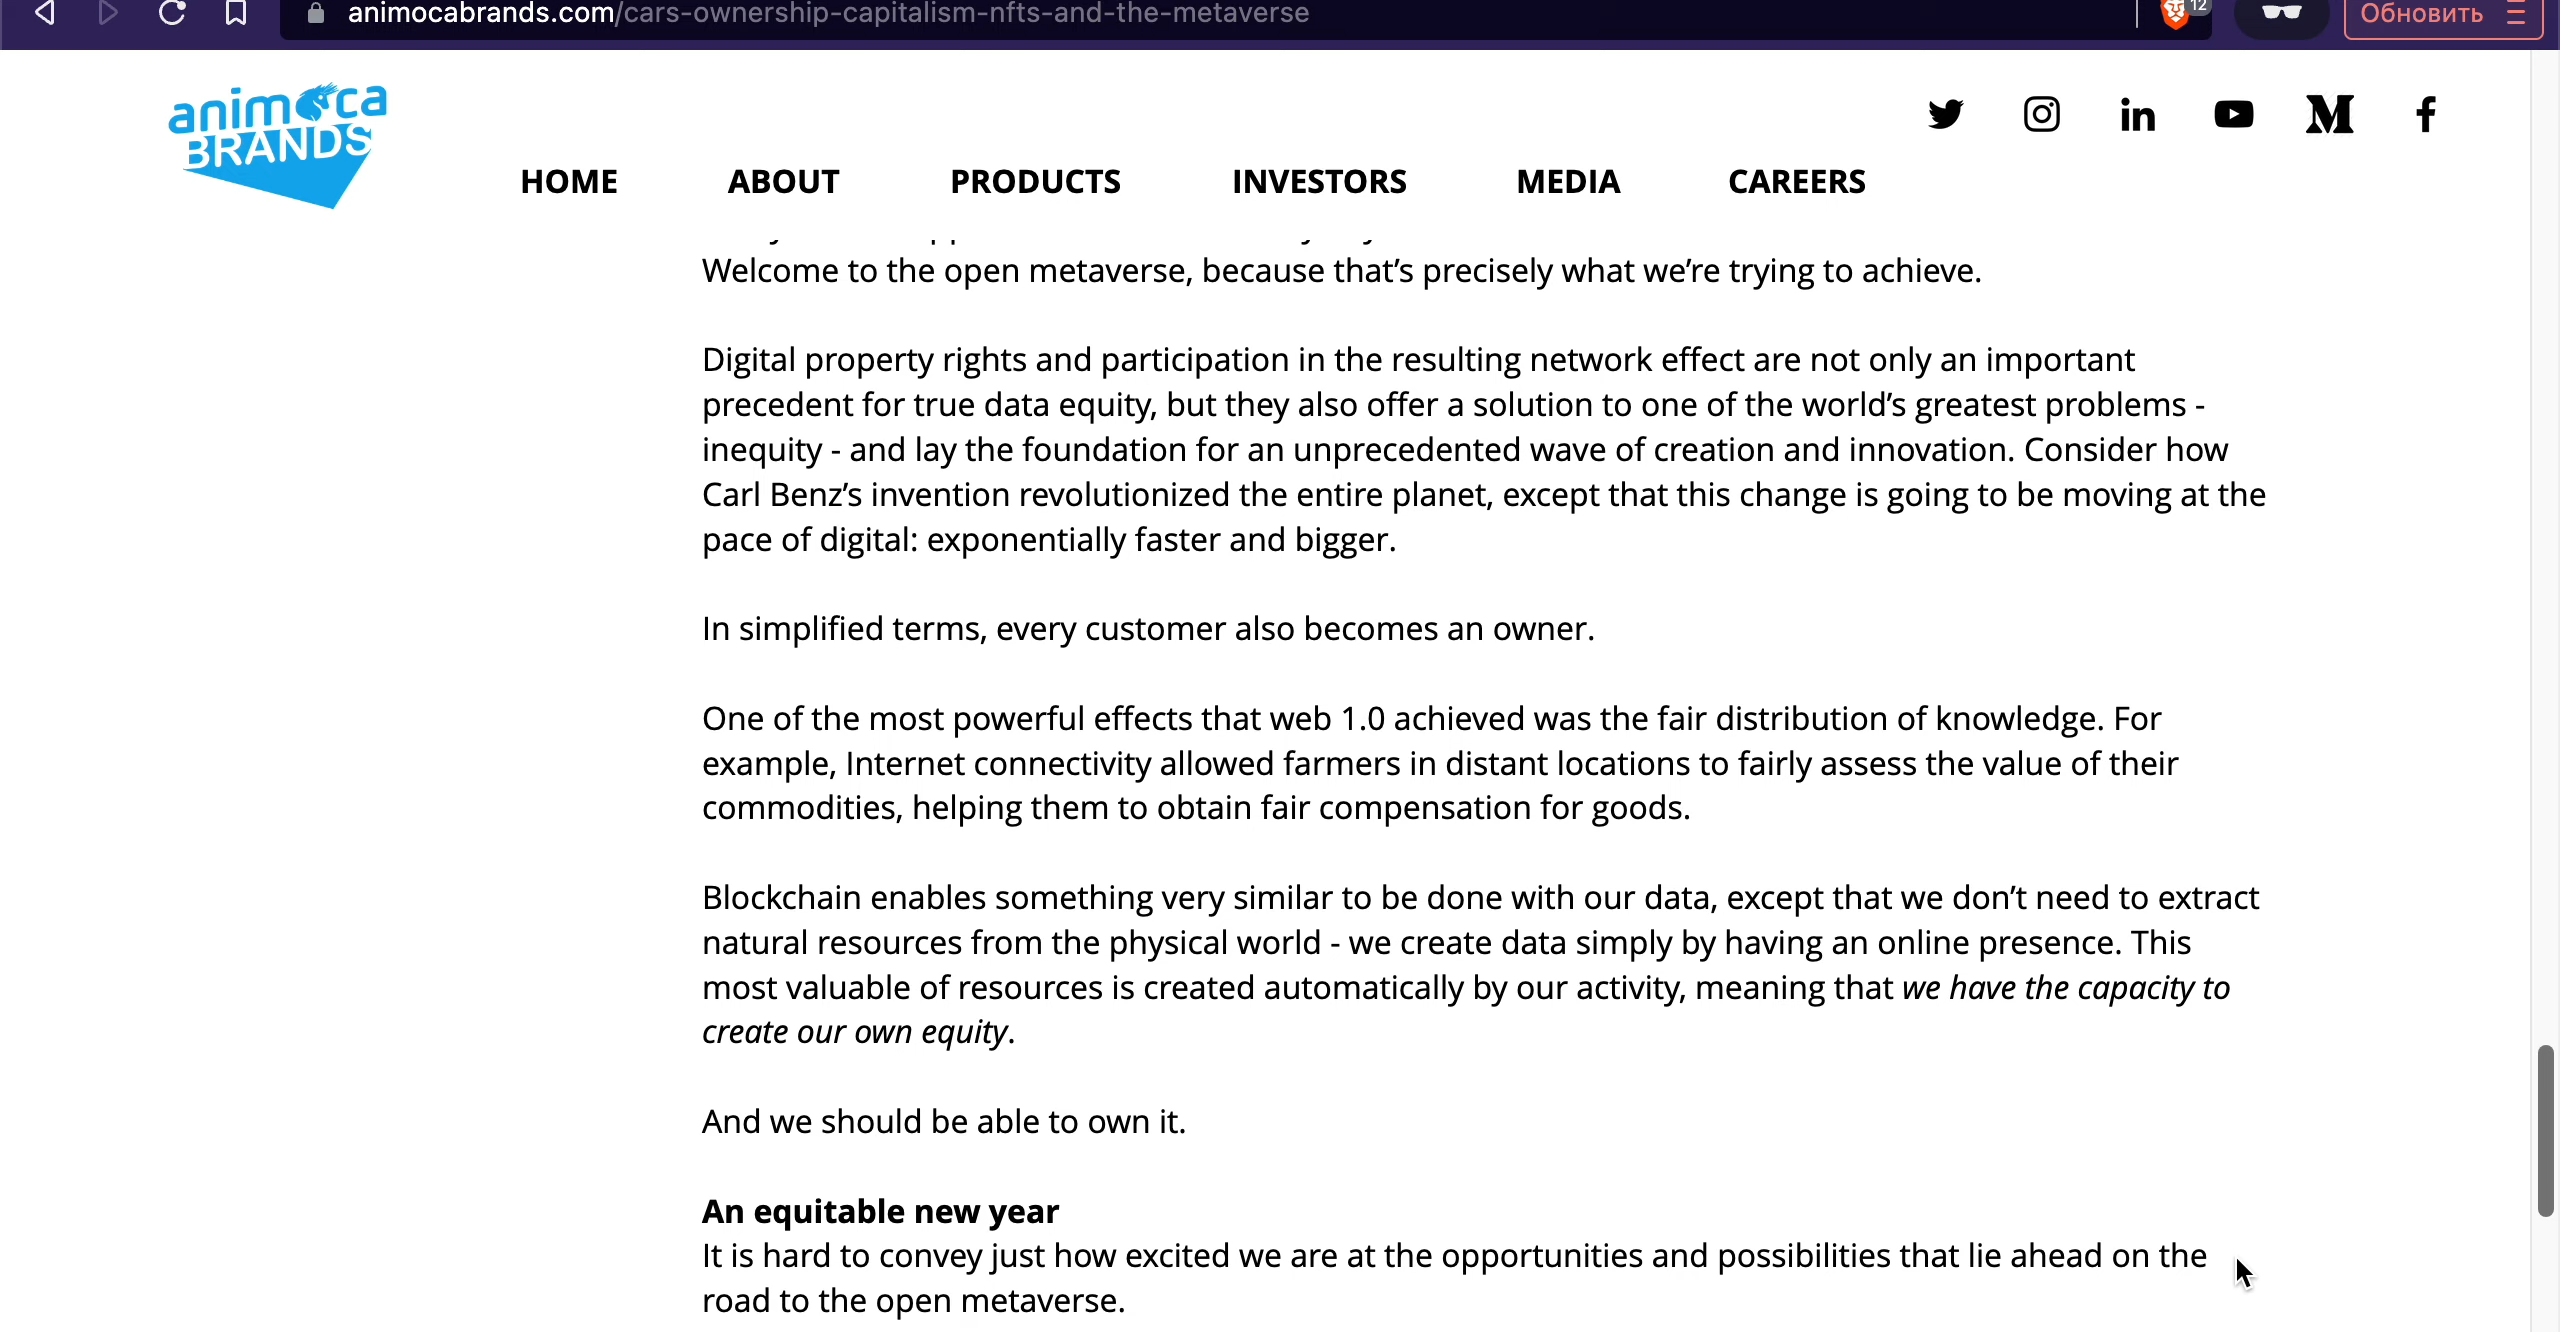 animocabrands.com/cars-ownership-capitalism-nfts-and-the-metaverse
12
Обновить
animoca
BRANDS
HOME ABOUT PRODUCTS INVESTORS MEDIA CAREERS
Welcome to the open metaverse, because that’s precisely what we’re trying to achieve.
Digital property rights and participation in the resulting network effect are not only an important
precedent for true data equity, but they also offer a solution to one of the world’s greatest problems -
inequity - and lay the foundation for an unprecedented wave of creation and innovation. Consider how
Carl Benz’s invention revolutionized the entire planet, except that this change is going to be moving at the
pace of digital: exponentially faster and bigger.
In simplified terms, every customer also becomes an owner.
One of the most powerful effects that web 1.0 achieved was the fair distribution of knowledge. For
example, Internet connectivity allowed farmers in distant locations to fairly assess the value of their
commodities, helping them to obtain fair compensation for goods.
Blockchain enables something very similar to be done with our data, except that we don’t need to extract
natural resources from the physical world - we create data simply by having an online presence. This
most valuable of resources is created automatically by our activity, meaning that we have the capacity to
create our own equity.
And we should be able to own it.
An equitable new year
It is hard to convey just how excited we are at the opportunities and possibilities that lie ahead on the
road to the open metaverse.